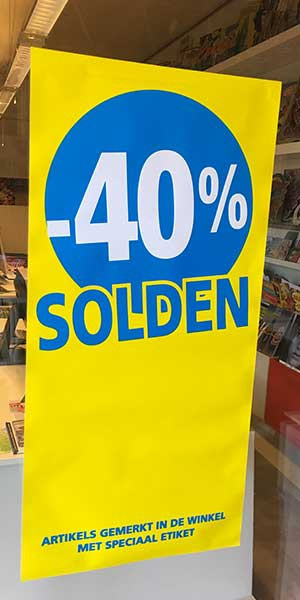 -40%
SOLDEN
ARTIKELS GEMERKT IN DE WINKEL
MET SPECIAAL ETIKET